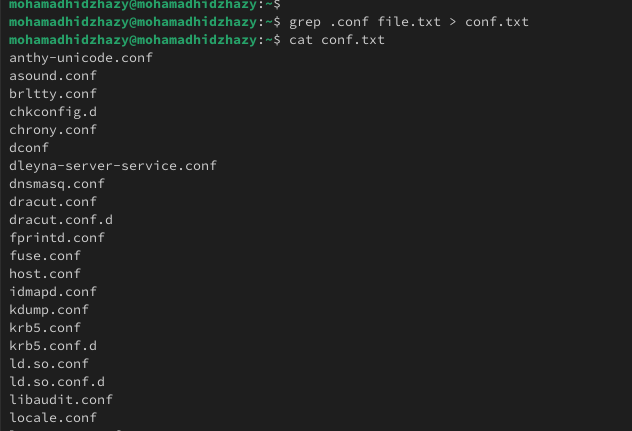 mohamadhidzhazy@mohamadhidzhazy:~$
mohamadhidzhazy@mohamadhidzhazy:~$ grep .conf file.txt > conf.txt
mohamadhidzhazy@mohamadhidzhazy:~$ cat conf.txt
anthy-unicode.conf
asound.conf
brltty.conf
chkconfig.d
chrony.conf
dconf
dleyna-server-service.conf
dnsmasq.conf
dracut.conf
dracut.conf.d
fprintd.conf
fuse.conf
host.conf
idmapd.conf
kdump.conf
krb5.conf
krb5.conf.d
ld.so.conf
ld.so.conf.d
libaudit.conf
locale.conf